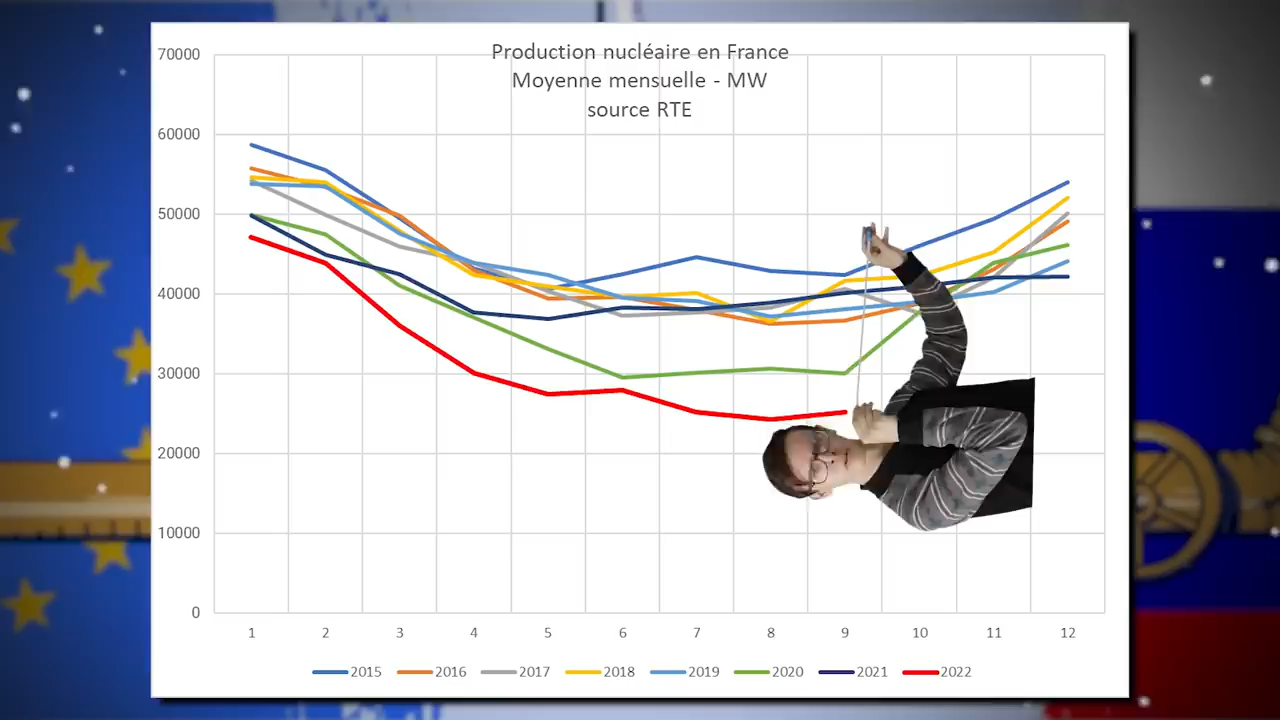 Production nucléaire en France
Moyenne mensuelle - MW
source RTE
70000
60000
50000
40000
30000
20000
10000
0
1 2 3 4 5 6 7 8 9 10 11 12
2015 2016 2017 2018 2019 2020 2021 2022